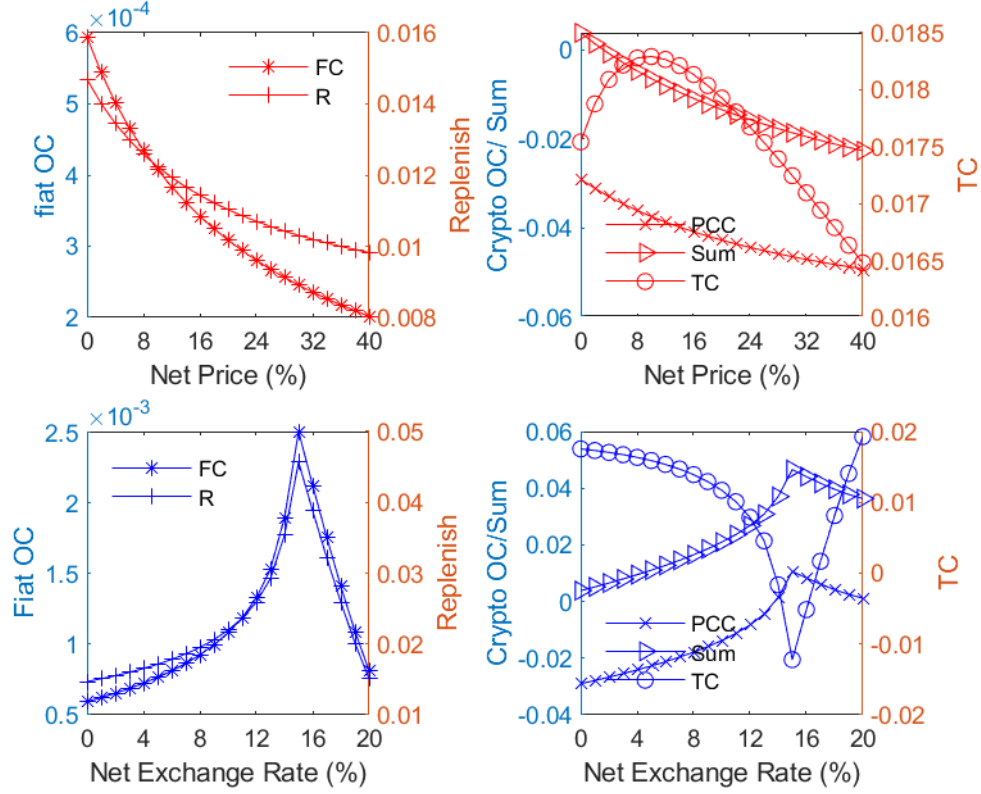 × 10⁻⁴
6
5
4
3
2
fiat OC
0.016
0.014
0.012
0.01
0.008
Replenish
FC
R
0 8 16 24 32 40
Net Price (%)
0
-0.02
-0.04
-0.06
Crypto OC/ Sum
0.0185
0.018
0.0175
0.017
0.0165
0.016
TC
PCC
Sum
TC
0 8 16 24 32 40
Net Price (%)
× 10⁻³
2.5
2
1.5
1
0.5
Fiat OC
0.05
0.04
0.03
0.02
0.01
Replenish
FC
R
0 4 8 12 16 20
Net Exchange Rate (%)
0.06
0.04
0.02
0
-0.02
-0.04
Crypto OC/Sum
0.02
0.01
0
-0.01
-0.02
TC
PCC
Sum
TC
0 4 8 12 16 20
Net Exchange Rate (%)